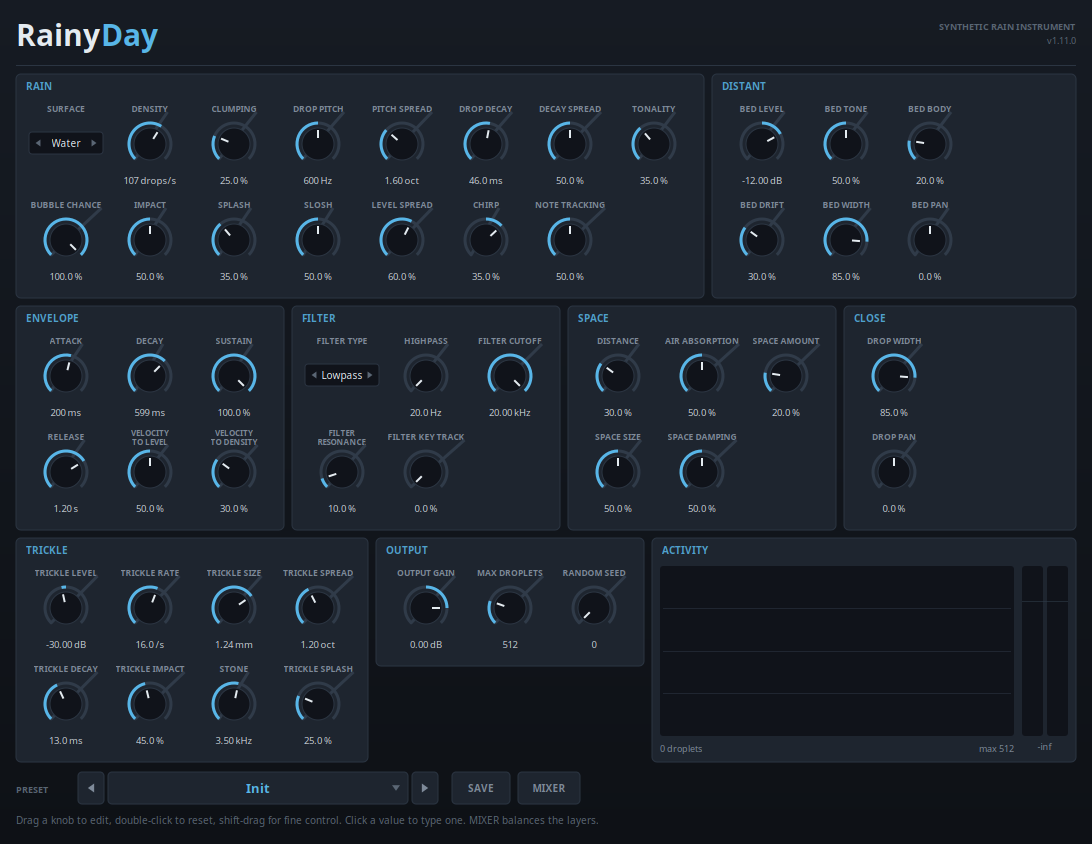 RainyDay
SYNTHETIC RAIN INSTRUMENT
v1.11.0
RAIN
SURFACE DENSITY CLUMPING DROP PITCH PITCH SPREAD DROP DECAY DECAY SPREAD TONALITY
Water
107 drops/s 25.0 % 600 Hz 1.60 oct 46.0 ms 50.0 % 35.0 %
BUBBLE CHANCE IMPACT SPLASH SLOSH LEVEL SPREAD CHIRP NOTE TRACKING
100.0 % 50.0 % 35.0 % 50.0 % 60.0 % 35.0 % 50.0 %
DISTANT
BED LEVEL BED TONE BED BODY
-12.00 dB 50.0 % 20.0 %
BED DRIFT BED WIDTH BED PAN
30.0 % 85.0 % 0.0 %
ENVELOPE
ATTACK DECAY SUSTAIN
200 ms 599 ms 100.0 %
RELEASE VELOCITY TO LEVEL VELOCITY TO DENSITY
1.20 s 50.0 % 30.0 %
FILTER
FILTER TYPE HIGHPASS FILTER CUTOFF
Lowpass
20.0 Hz 20.00 kHz
FILTER RESONANCE FILTER KEY TRACK
10.0 % 0.0 %
SPACE
DISTANCE AIR ABSORPTION SPACE AMOUNT
30.0 % 50.0 % 20.0 %
SPACE SIZE SPACE DAMPING
50.0 % 50.0 %
CLOSE
DROP WIDTH
85.0 %
DROP PAN
0.0 %
TRICKLE
TRICKLE LEVEL TRICKLE RATE TRICKLE SIZE TRICKLE SPREAD
-30.00 dB 16.0 /s 1.24 mm 1.20 oct
TRICKLE DECAY TRICKLE IMPACT STONE TRICKLE SPLASH
13.0 ms 45.0 % 3.50 kHz 25.0 %
OUTPUT
OUTPUT GAIN MAX DROPLETS RANDOM SEED
0.00 dB 512 0
ACTIVITY
0 droplets max 512 -inf
PRESET Init SAVE MIXER
Drag a knob to edit, double-click to reset, shift-drag for fine control. Click a value to type one. MIXER balances the layers.